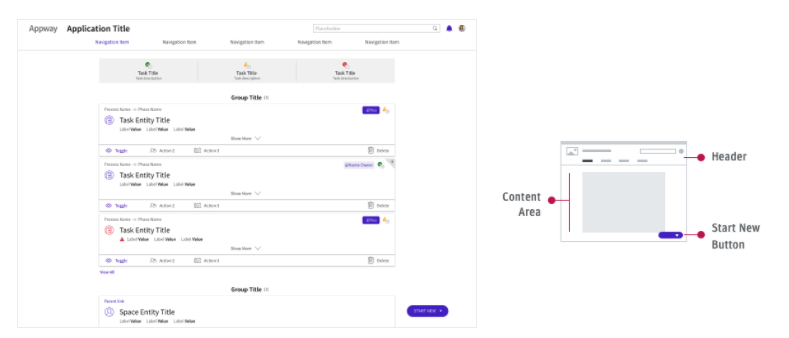 Appway Application Title
Placeholder
Navigation Item Navigation Item Navigation Item Navigation Item Navigation Item
Task Title Task Title Task Title
Task description Task description Task description
Group Title
Process Name Phase Name
Task Entity Title
Label Value Label Value Label Value
Show More
Toggle Action 2 Action 3 Delete
Process Name Phase Name
Task Entity Title
Label Value Label Value Label Value
Show More
Toggle Action 2 Action 3 Delete
Process Name Phase Name
Task Entity Title
Label Value Label Value Label Value
Show More
Toggle Action 2 Action 3 Delete
View All
Group Title
Parent link
Space Entity Title
Label Value Label Value Label Value
START NEW
Header
Content
Area
Start New
Button